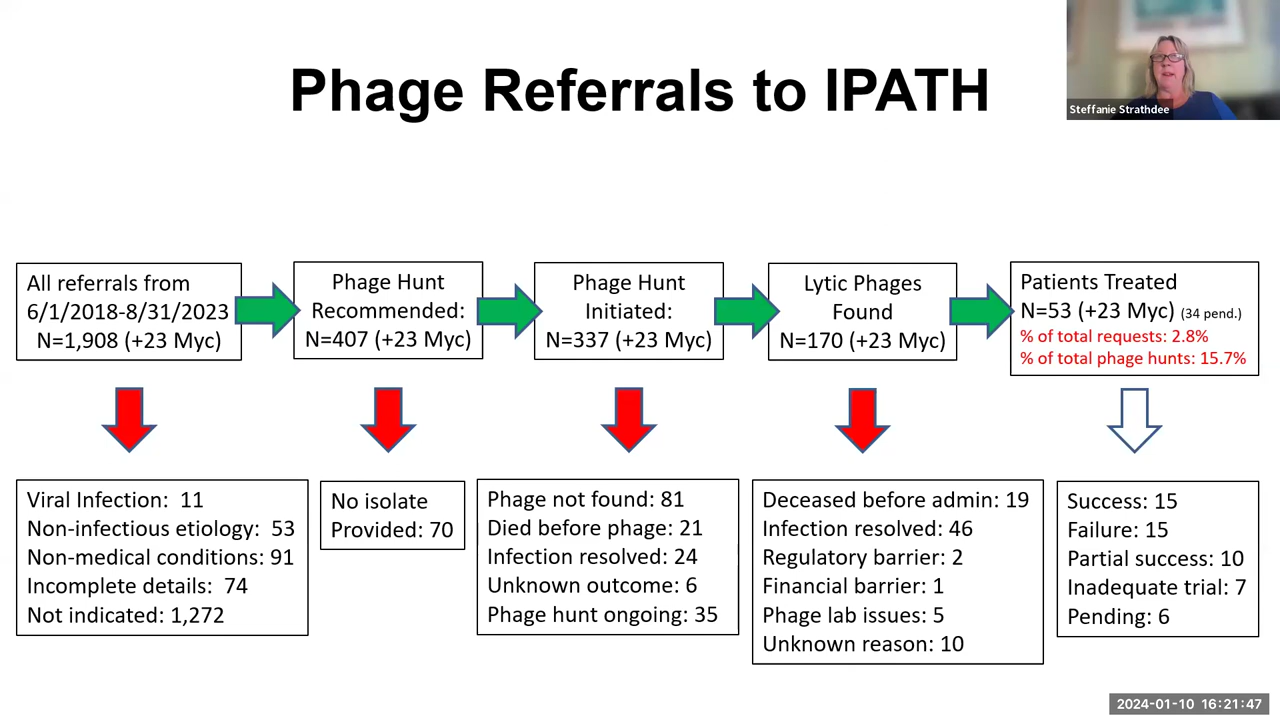 Phage Referrals to IPATH
Steffanie Strathdee
All referrals from
6/1/2018-8/31/2023
N=1,908 (+23 Myc)
Phage Hunt
Recommended:
N=407 (+23 Myc)
Phage Hunt
Initiated:
N=337 (+23 Myc)
Lytic Phages
Found
N=170 (+23 Myc)
Patients Treated
N=53 (+23 Myc) (34 pend.)
% of total requests: 2.8%
% of total phage hunts: 15.7%
Viral Infection: 11
Non-infectious etiology: 53
Non-medical conditions: 91
Incomplete details: 74
Not indicated: 1,272
No isolate
Provided: 70
Phage not found: 81
Died before phage: 21
Infection resolved: 24
Unknown outcome: 6
Phage hunt ongoing: 35
Deceased before admin: 19
Infection resolved: 46
Regulatory barrier: 2
Financial barrier: 1
Phage lab issues: 5
Unknown reason: 10
Success: 15
Failure: 15
Partial success: 10
Inadequate trial: 7
Pending: 6
2024-01-10 16:21:47